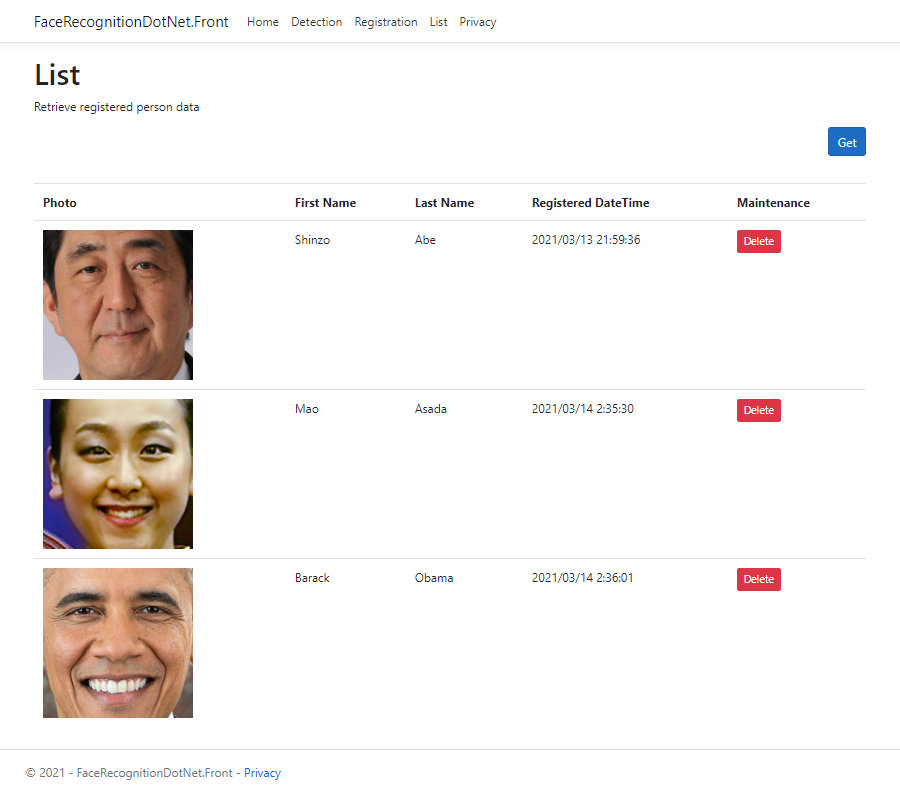 FaceRecognitionDotNet.Front Home Detection Registration List Privacy
List
Retrieve registered person data
Get
Photo First Name Last Name Registered DateTime Maintenance
Shinzo Abe 2021/03/13 21:59:36 Delete
Mao Asada 2021/03/14 2:35:30 Delete
Barack Obama 2021/03/14 2:36:01 Delete
© 2021 - FaceRecognitionDotNet.Front - Privacy